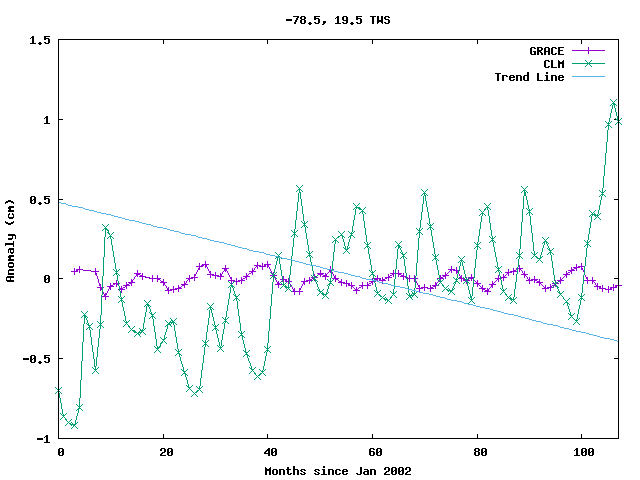 -78.5, 19.5 TWS
GRACE
CLM
Trend Line
1.5
1
0.5
0
-0.5
-1
Anomaly (cm)
0 20 40 60 80 100
Months since Jan 2002